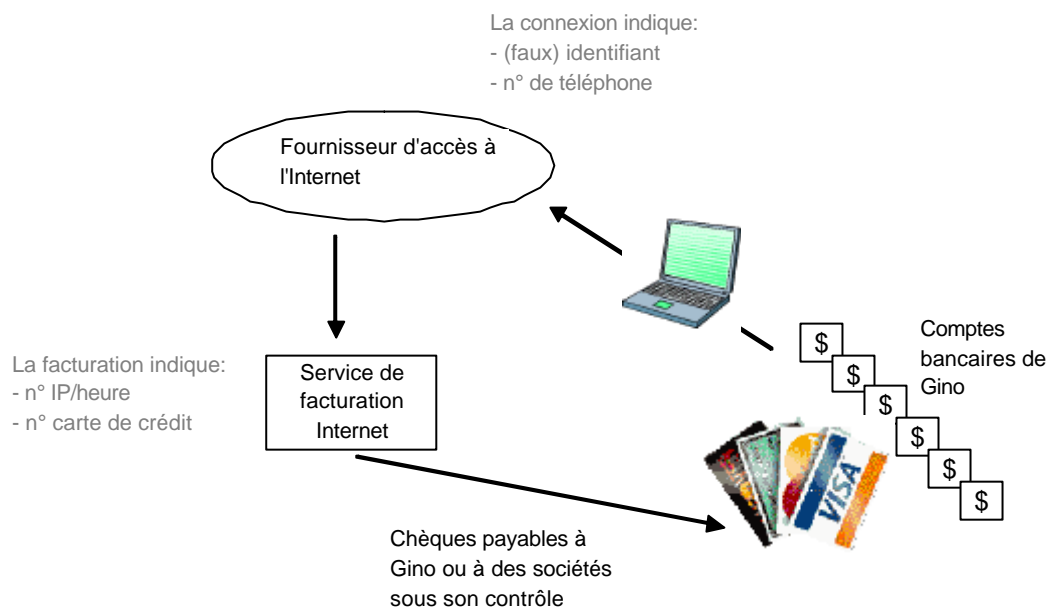 La connexion indique:
- (faux) identifiant
- n° de téléphone
Fournisseur d'accès à
l'Internet
La facturation indique:
- n° IP/heure
- n° carte de crédit
Service de
facturation
Internet
Comptes
bancaires de
Gino
$
$
$
$
$
$
VISA
Chèques payables à
Gino ou à des sociétés
sous son contrôle